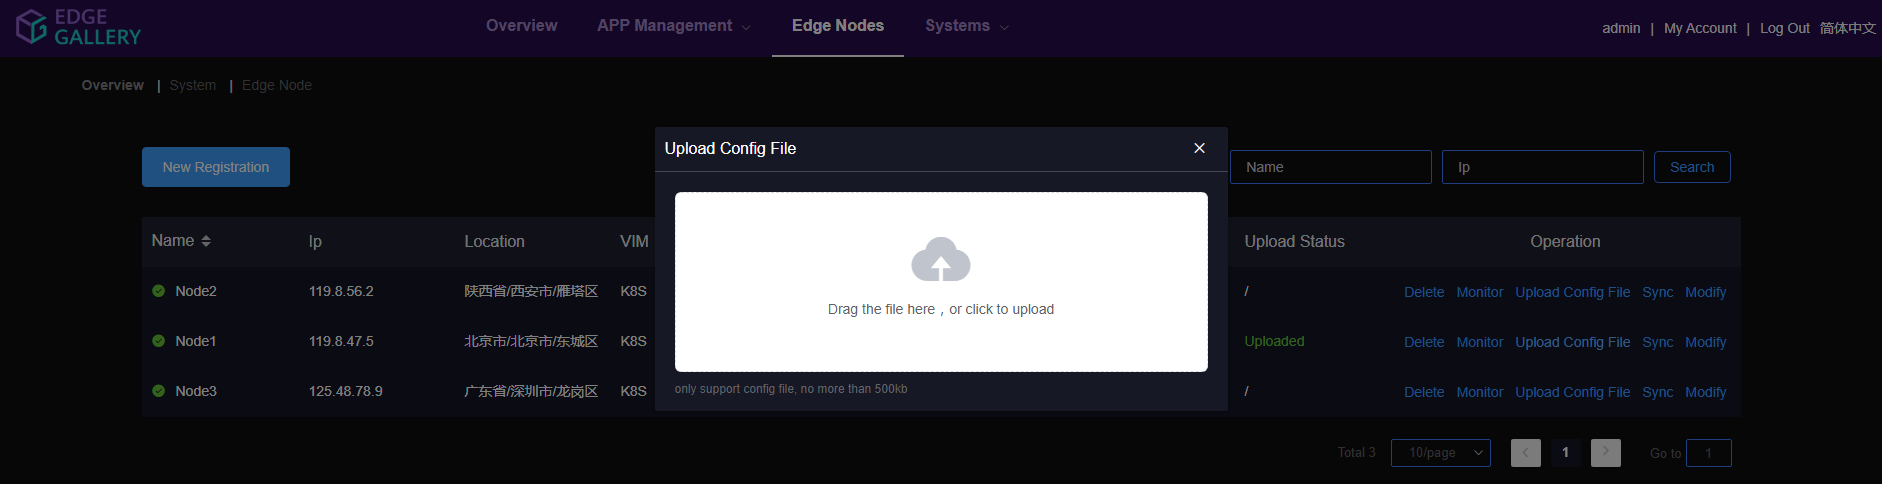 EDGE
GALLERY
Overview APP Management Edge Nodes Systems
admin | My Account | Log Out 简体中文
Overview | System | Edge Node
New Registration
Upload Config File
Name Ip Search
Name Ip Location VIM Upload Status Operation
Node2 119.8.56.2 陕西省/西安市/雁塔区 K8S / Delete Monitor Upload Config File Sync Modify
Drag the file here，or click to upload
Node1 119.8.47.5 北京市/北京市/东城区 K8S Uploaded Delete Monitor Upload Config File Sync Modify
Node3 125.48.78.9 广东省/深圳市/龙岗区 K8S / Delete Monitor Upload Config File Sync Modify
only support config file, no more than 500kb
Total 3 10/page 1 Go to 1